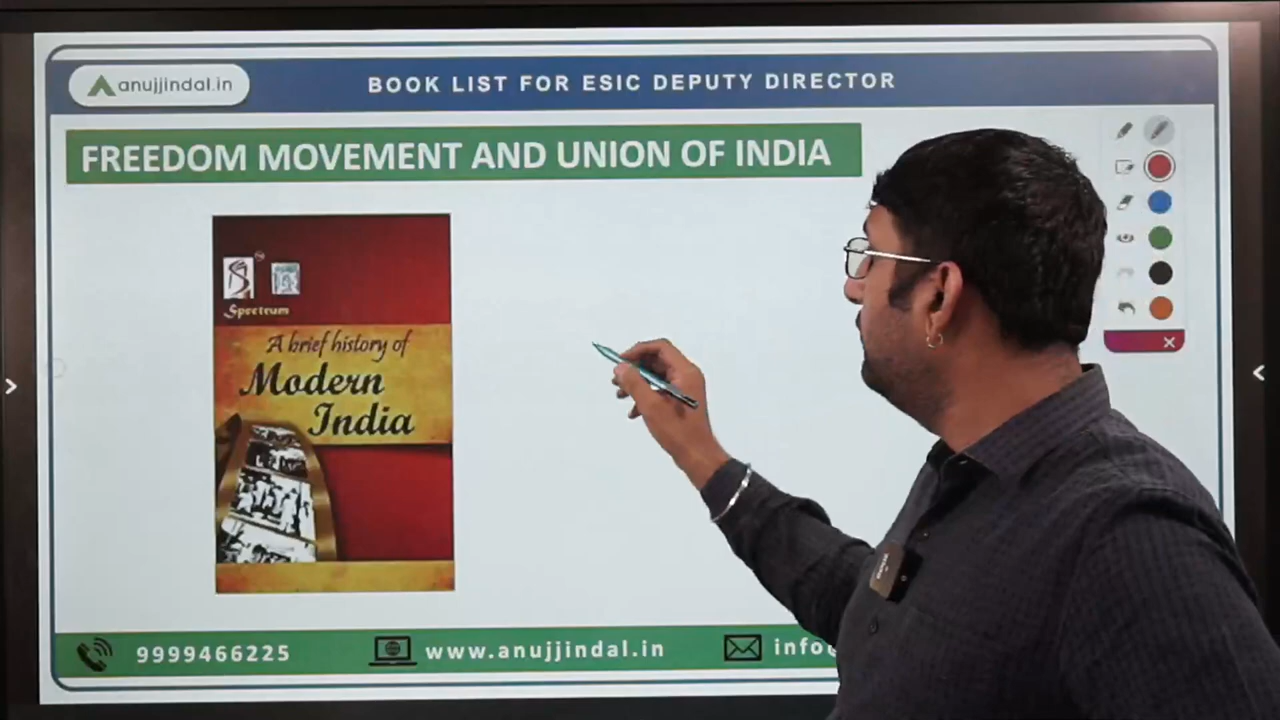 anujjindal.in
BOOK LIST FOR ESIC DEPUTY DIRECTOR
FREEDOM MOVEMENT AND UNION OF INDIA
Spectrum
A brief history of
Modern
India
9999466225
www.anujjindal.in
info